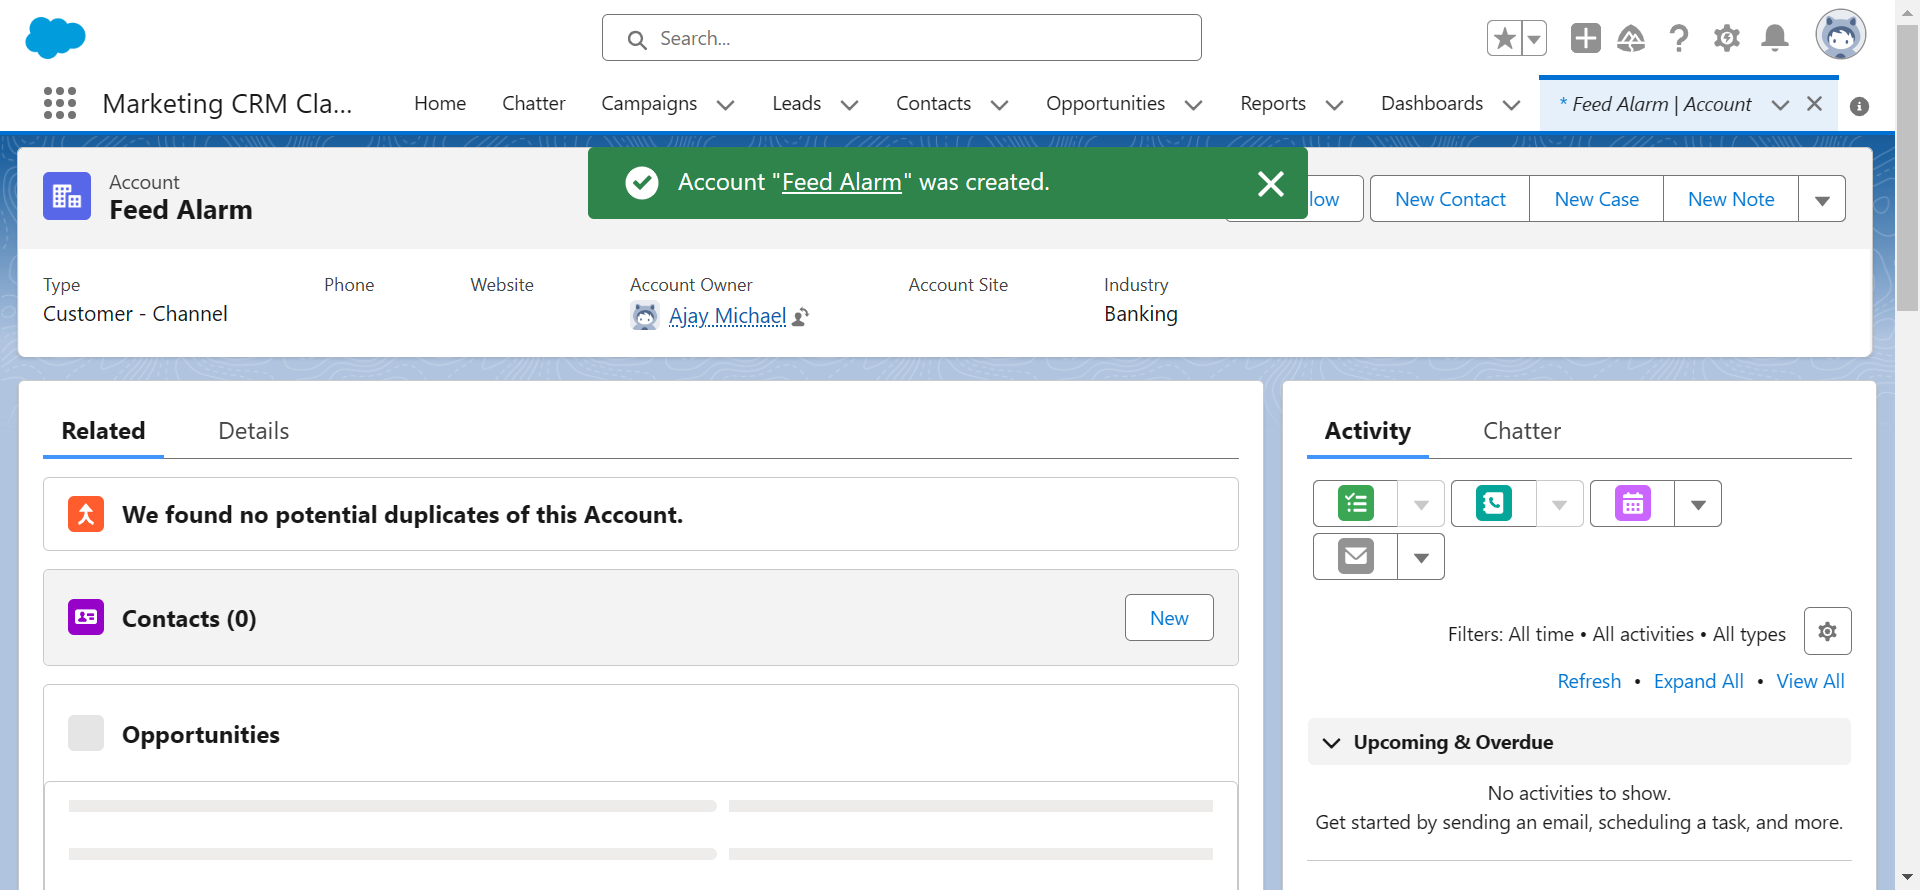 Search...
Marketing CRM Cla...
Home
Chatter
Campaigns
Leads
Contacts
Opportunities
Reports
Dashboards
* Feed Alarm | Account
Account
Feed Alarm
Account "Feed Alarm" was created.
low
New Contact
New Case
New Note
Type
Customer - Channel
Phone
Website
Account Owner
Ajay Michael
Account Site
Industry
Banking
Related
Details
We found no potential duplicates of this Account.
Contacts (0)
New
Opportunities
Activity
Chatter
Filters: All time • All activities • All types
Refresh • Expand All • View All
Upcoming & Overdue
No activities to show.
Get started by sending an email, scheduling a task, and more.